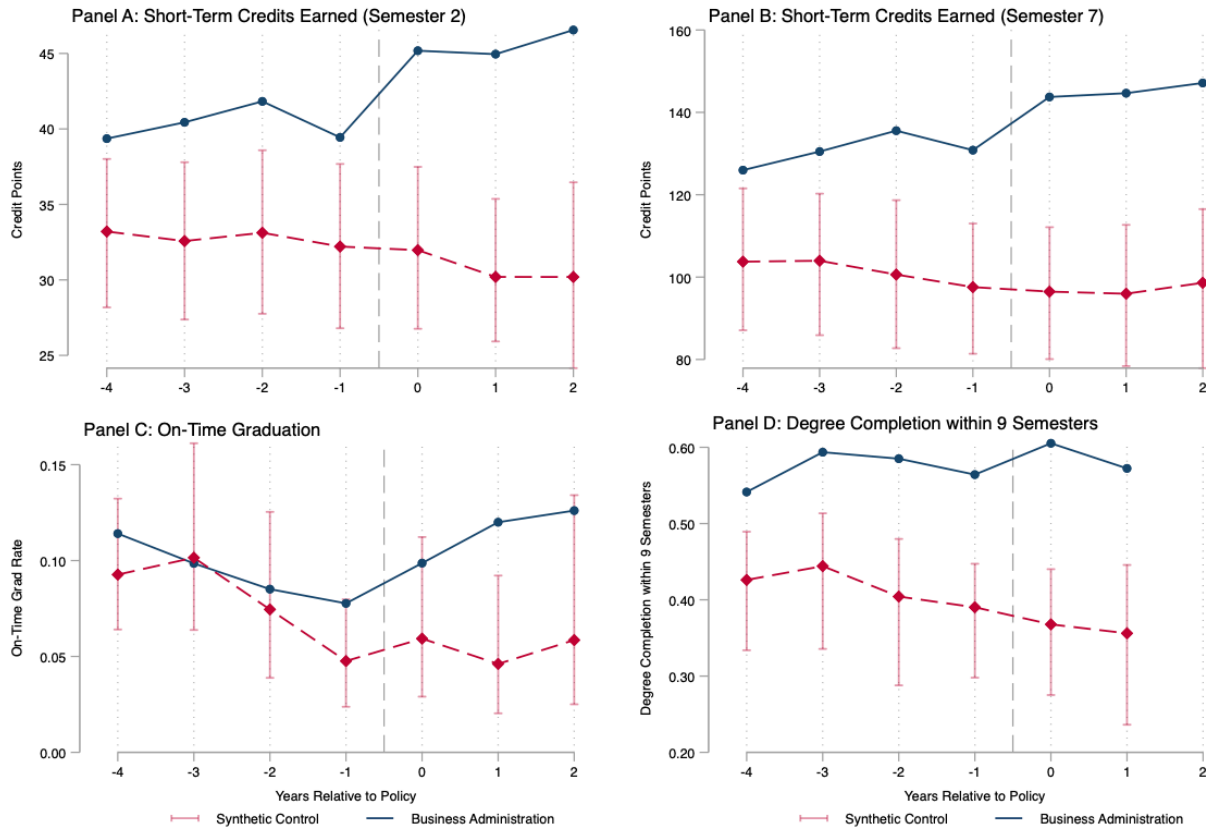 Panel A: Short-Term Credits Earned (Semester 2)
Credit Points
45
40
35
30
25
-4 -3 -2 -1 0 1 2
Panel B: Short-Term Credits Earned (Semester 7)
Credit Points
160
140
120
100
80
-4 -3 -2 -1 0 1 2
Panel C: On-Time Graduation
On-Time Grad Rate
0.15
0.10
0.05
0.00
-4 -3 -2 -1 0 1 2
Years Relative to Policy
Synthetic Control Business Administration
Panel D: Degree Completion within 9 Semesters
Degree Completion within 9 Semesters
0.60
0.50
0.40
0.30
0.20
-4 -3 -2 -1 0 1 2
Years Relative to Policy
Synthetic Control Business Administration